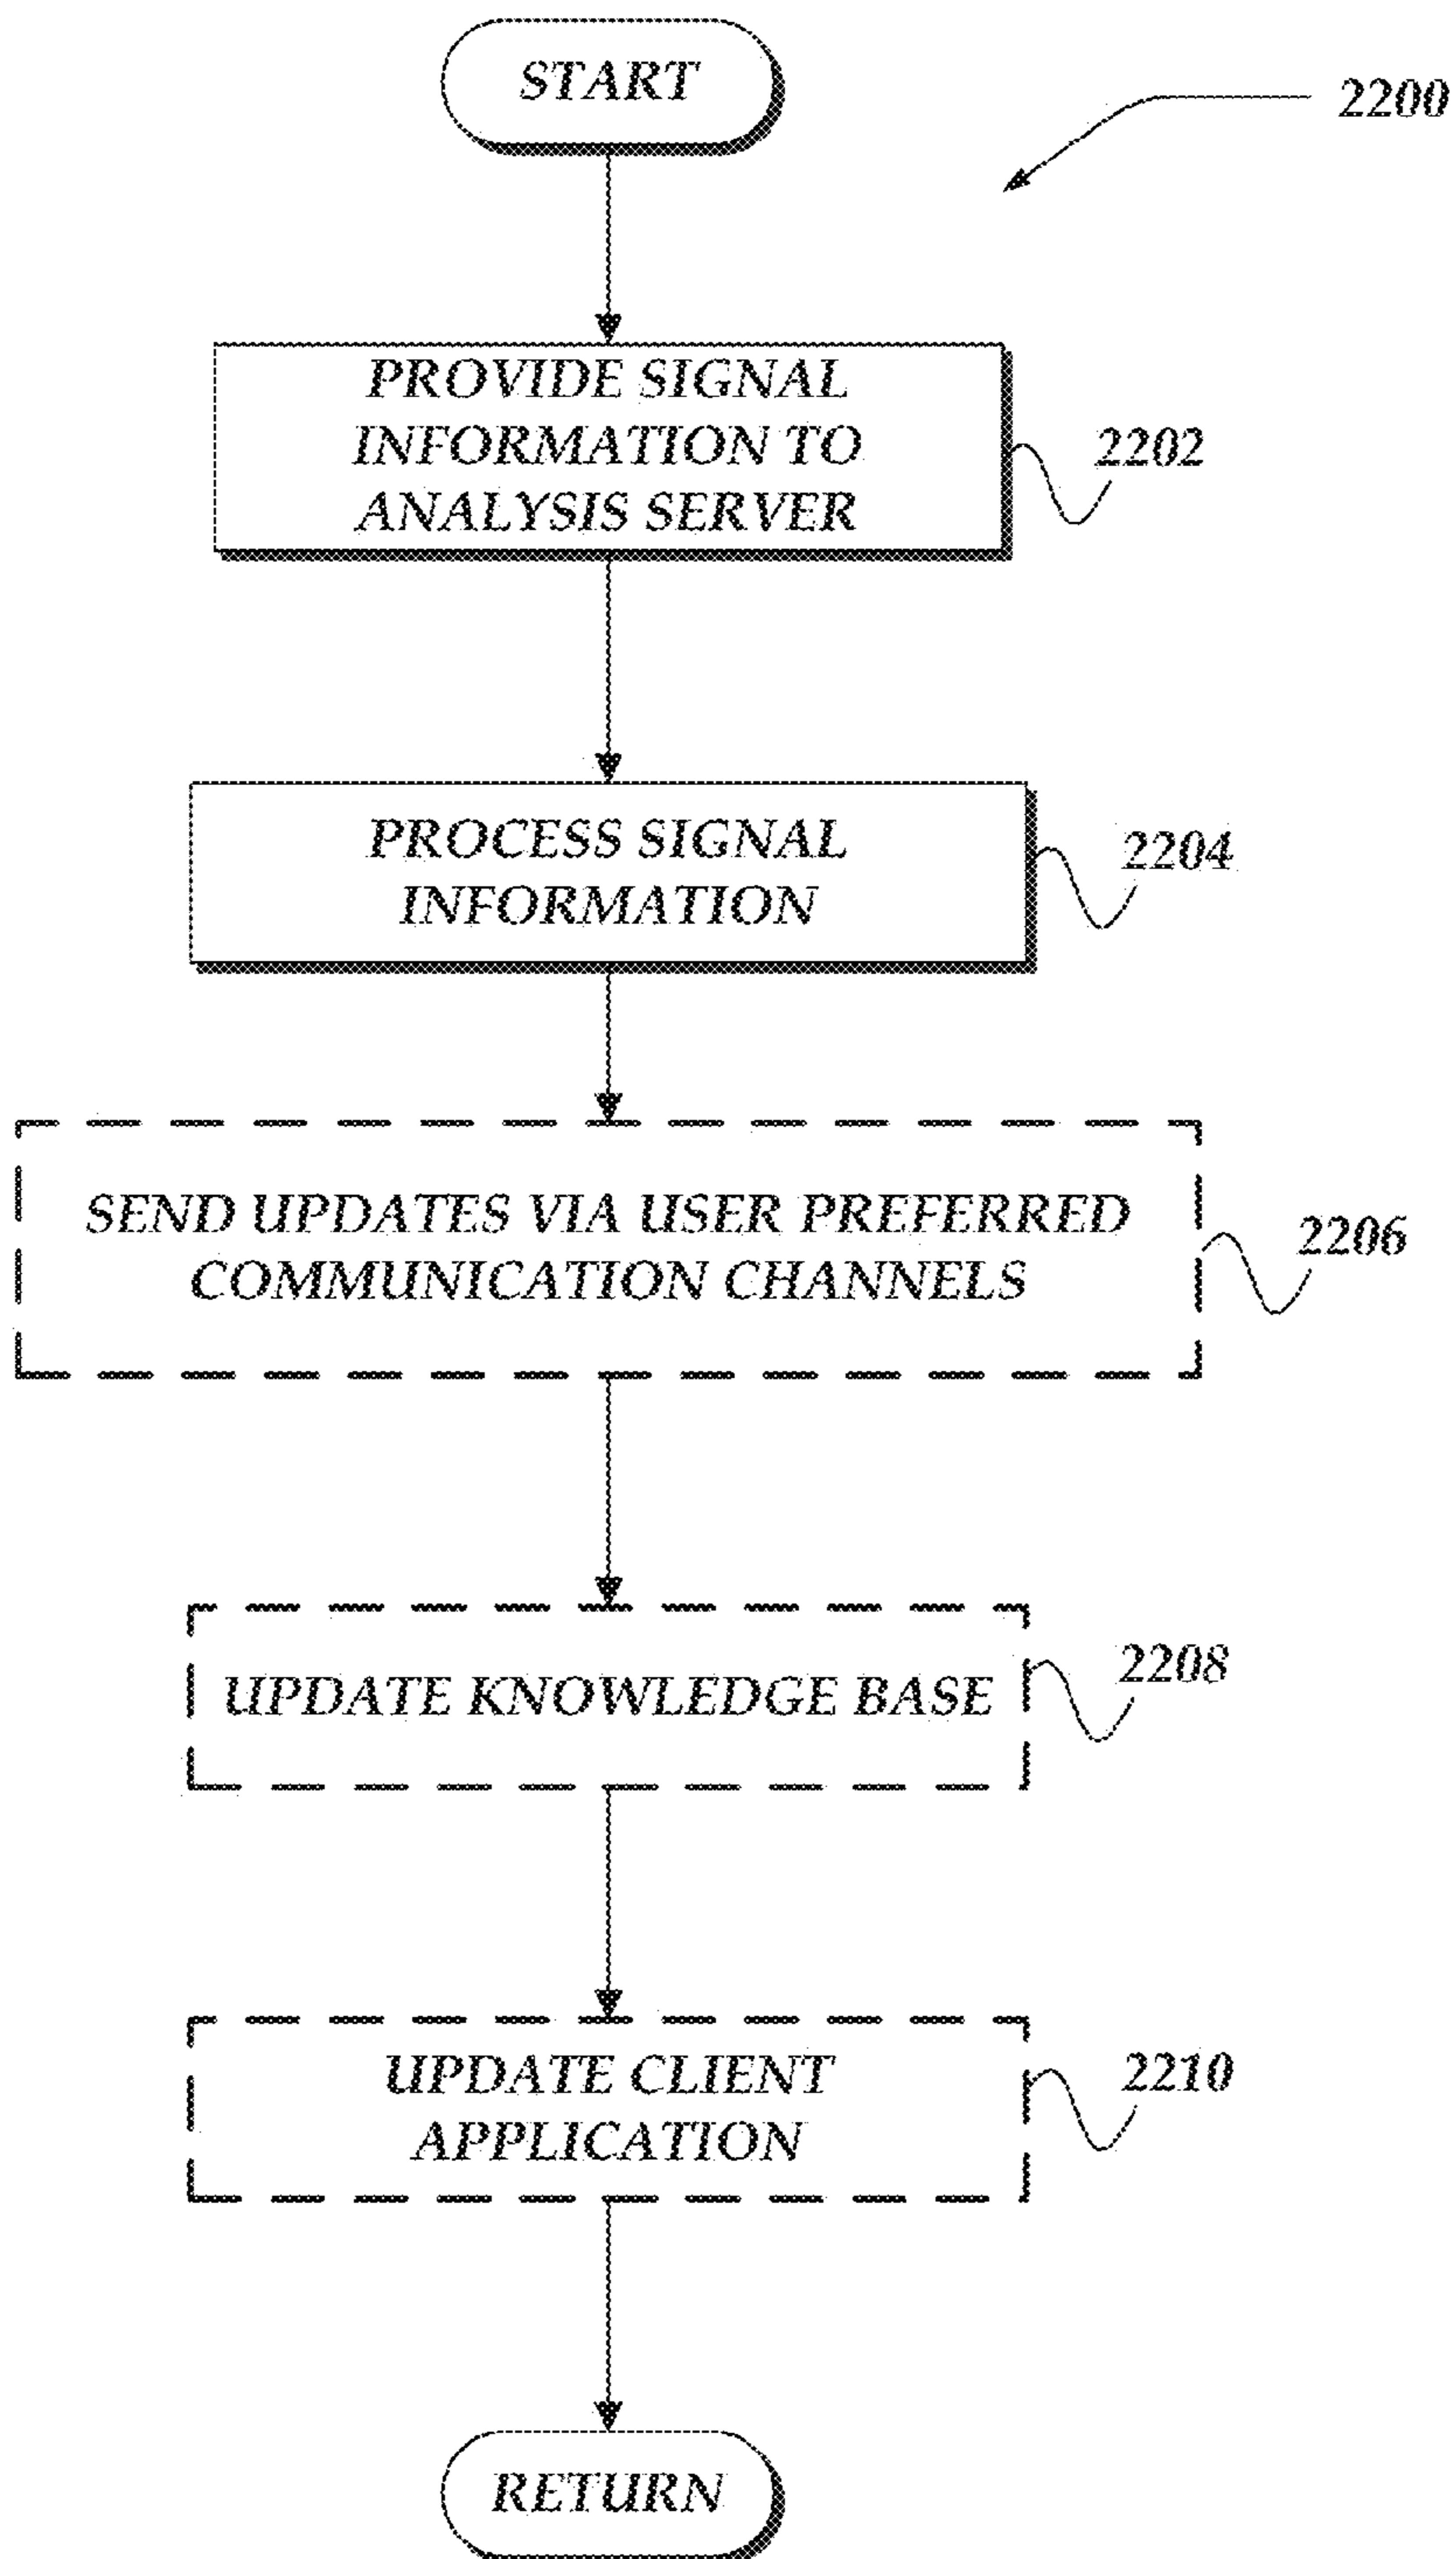 START
2200
PROVIDE SIGNAL
INFORMATION TO
ANALYSIS SERVER
2202
PROCESS SIGNAL
INFORMATION
2204
SEND UPDATES VIA USER PREFERRED
COMMUNICATION CHANNELS
2206
UPDATE KNOWLEDGE BASE
2208
UPDATE CLIENT
APPLICATION
2210
RETURN